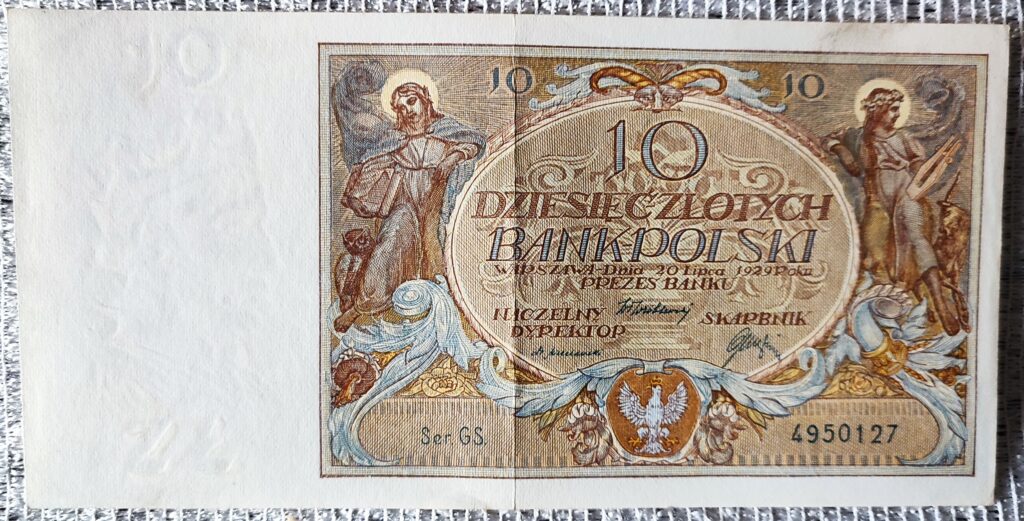 10 10
10
DZIESIĘĆ ZŁOTYCH
BANK POLSKI
WARSZAWA-Dnia 20 Lipca 1929 Roku
PREZES BANKU
NACZELNY
DYREKTOR
SKARBNIK
Ser. GS.
4950127